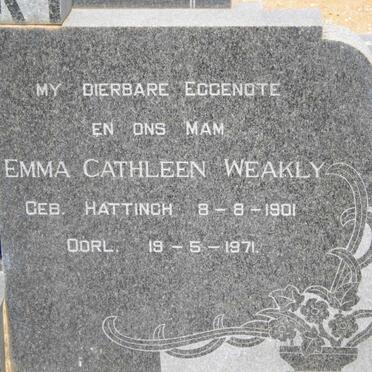 MY DIERBARE EGGENOTE
EN ONS MAM
EMMA CATHLEEN WEAKLY
GEB. HATTINGH 8-8-1901
OORL. 19-5-1971.